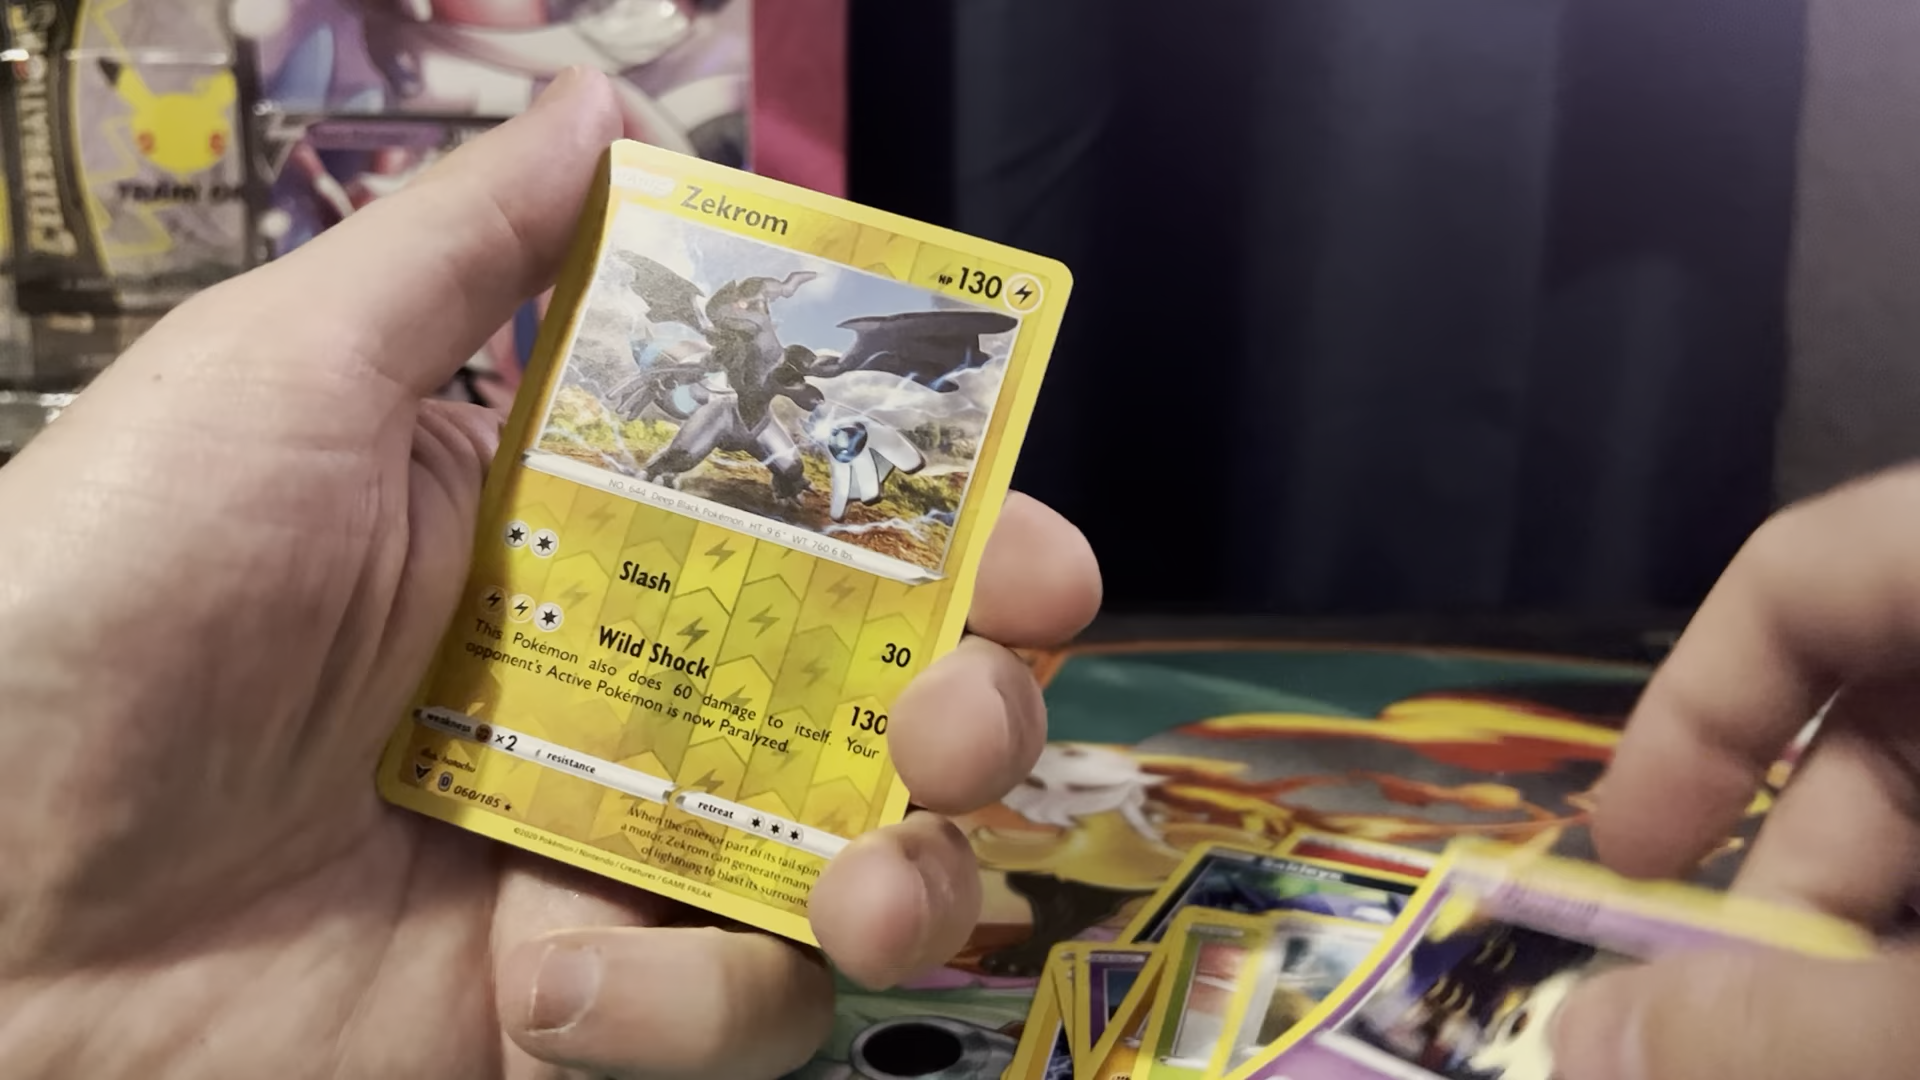 CELEBRATIONS
BASIC
Zekrom
HP 130
NO. 644 Deep Black Pokémon HT: 9'6" WT: 760.6 lbs.
Slash
30
Wild Shock
130
This Pokémon also does 60 damage to itself. Your
opponent's Active Pokémon is now Paralyzed.
weakness ×2 resistance
retreat
060/185
When the interior part of its tail spin
a motor, Zekrom can generate many
of lightning to blast its surround
©2020 Pokémon / Nintendo / Creatures / GAME FREAK